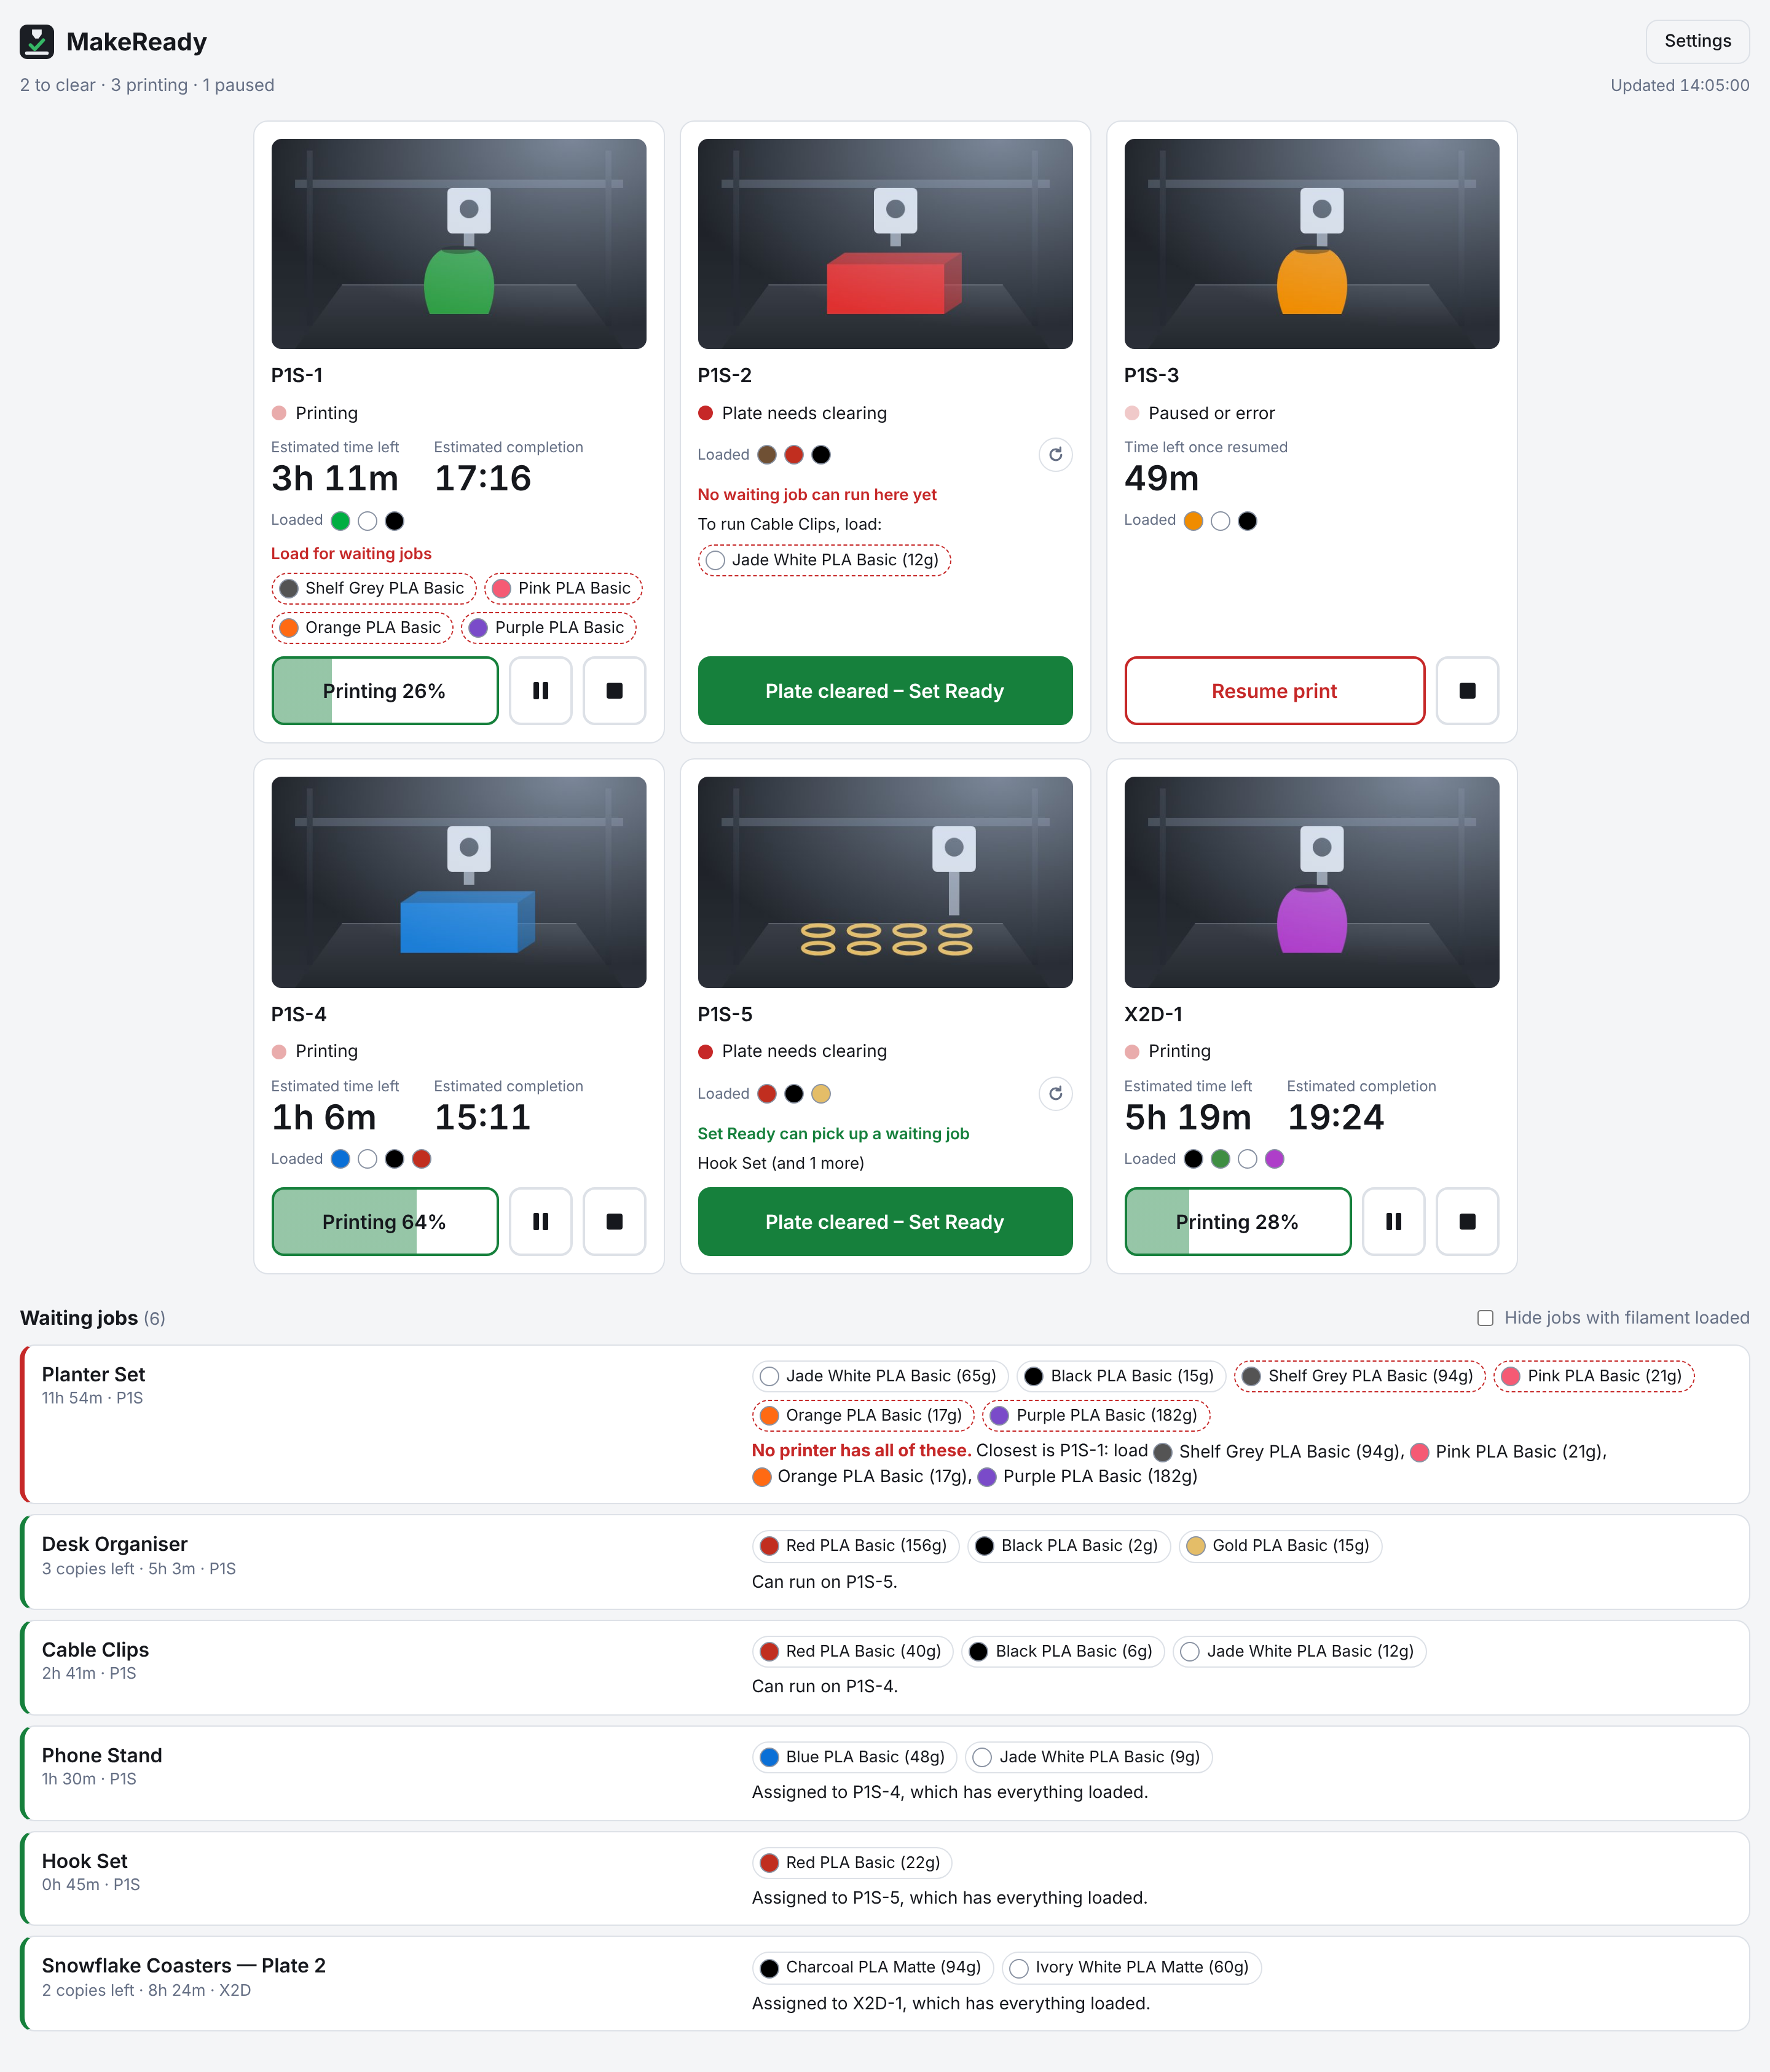 MakeReady
Settings
2 to clear · 3 printing · 1 paused
Updated 14:05:00
P1S-1
Printing
Estimated time left
Estimated completion
3h 11m
17:16
Loaded
Load for waiting jobs
Shelf Grey PLA Basic
Pink PLA Basic
Orange PLA Basic
Purple PLA Basic
Printing 26%
P1S-2
Plate needs clearing
Loaded
No waiting job can run here yet
To run Cable Clips, load:
Jade White PLA Basic (12g)
Plate cleared – Set Ready
P1S-3
Paused or error
Time left once resumed
49m
Loaded
Resume print
P1S-4
Printing
Estimated time left
Estimated completion
1h 6m
15:11
Loaded
Printing 64%
P1S-5
Plate needs clearing
Loaded
Set Ready can pick up a waiting job
Hook Set (and 1 more)
Plate cleared – Set Ready
X2D-1
Printing
Estimated time left
Estimated completion
5h 19m
19:24
Loaded
Printing 28%
Waiting jobs (6)
Hide jobs with filament loaded
Planter Set
11h 54m · P1S
Jade White PLA Basic (65g)
Black PLA Basic (15g)
Shelf Grey PLA Basic (94g)
Pink PLA Basic (21g)
Orange PLA Basic (17g)
Purple PLA Basic (182g)
No printer has all of these. Closest is P1S-1: load Shelf Grey PLA Basic (94g), Pink PLA Basic (21g),
Orange PLA Basic (17g), Purple PLA Basic (182g)
Desk Organiser
3 copies left · 5h 3m · P1S
Red PLA Basic (156g)
Black PLA Basic (2g)
Gold PLA Basic (15g)
Can run on P1S-5.
Cable Clips
2h 41m · P1S
Red PLA Basic (40g)
Black PLA Basic (6g)
Jade White PLA Basic (12g)
Can run on P1S-4.
Phone Stand
1h 30m · P1S
Blue PLA Basic (48g)
Jade White PLA Basic (9g)
Assigned to P1S-4, which has everything loaded.
Hook Set
0h 45m · P1S
Red PLA Basic (22g)
Assigned to P1S-5, which has everything loaded.
Snowflake Coasters — Plate 2
2 copies left · 8h 24m · X2D
Charcoal PLA Matte (94g)
Ivory White PLA Matte (60g)
Assigned to X2D-1, which has everything loaded.